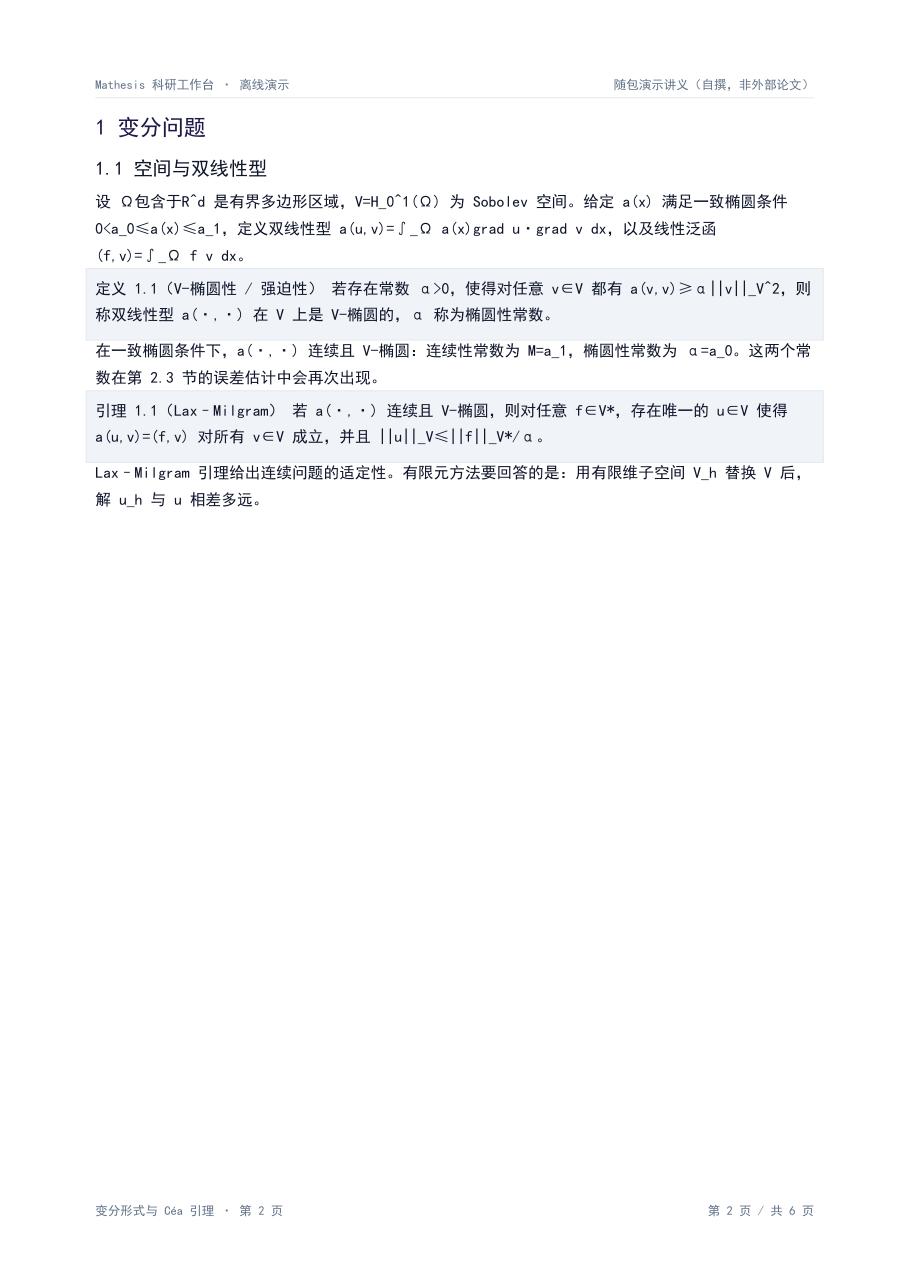 Mathesis 科研工作台 · 离线演示
随包演示讲义（自撰，非外部论文）
1 变分问题
1.1 空间与双线性型
设 Ω包含于R^d 是有界多边形区域，V=H_0^1(Ω) 为 Sobolev 空间。给定 a(x) 满足一致椭圆条件
0<a_0≤a(x)≤a_1，定义双线性型 a(u,v)=∫_Ω a(x)grad u·grad v dx，以及线性泛函
(f,v)=∫_Ω f v dx。
定义 1.1（V-椭圆性 / 强迫性） 若存在常数 α>0，使得对任意 v∈V 都有 a(v,v)≥α||v||_V^2，则
称双线性型 a(·,·) 在 V 上是 V-椭圆的，α 称为椭圆性常数。
在一致椭圆条件下，a(·,·) 连续且 V-椭圆：连续性常数为 M=a_1，椭圆性常数为 α=a_0。这两个常
数在第 2.3 节的误差估计中会再次出现。
引理 1.1（Lax–Milgram） 若 a(·,·) 连续且 V-椭圆，则对任意 f∈V*，存在唯一的 u∈V 使得
a(u,v)=(f,v) 对所有 v∈V 成立，并且 ||u||_V≤||f||_V*/α。
Lax–Milgram 引理给出连续问题的适定性。有限元方法要回答的是：用有限维子空间 V_h 替换 V 后，
解 u_h 与 u 相差多远。
变分形式与 Céa 引理 · 第 2 页
第 2 页 / 共 6 页